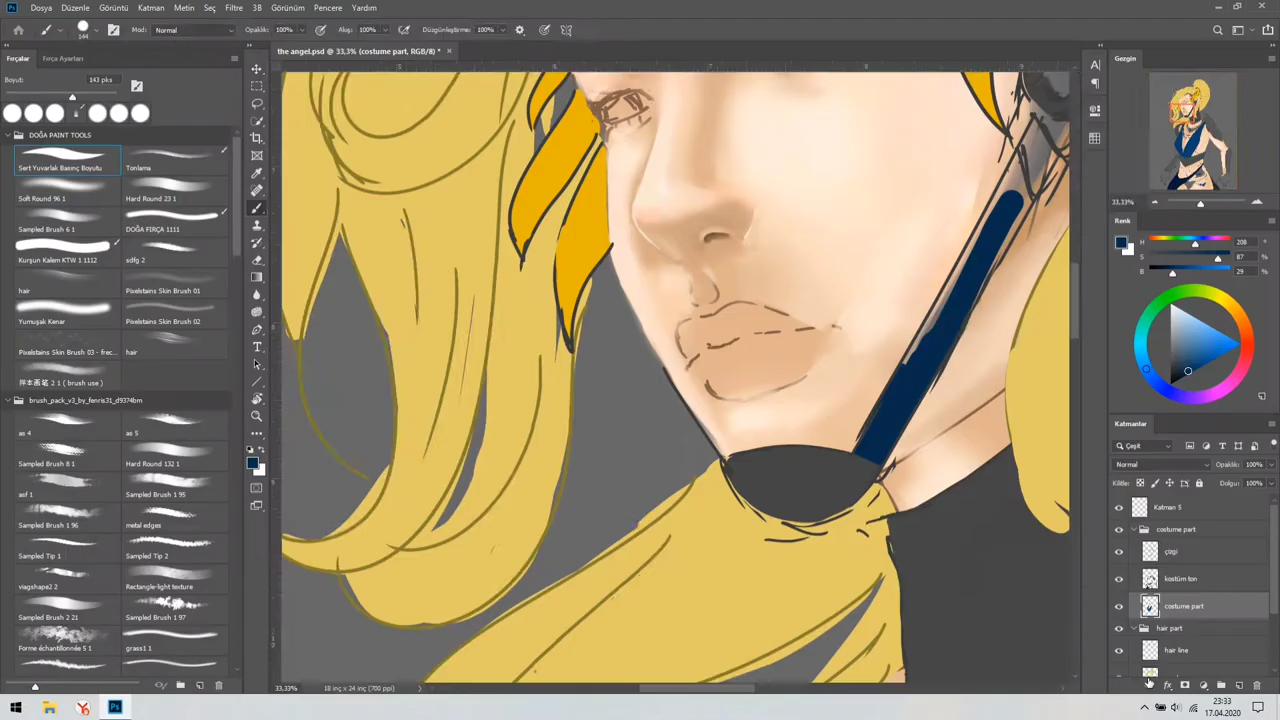 Dosya Düzenle Görüntü Katman Metin Seç Filtre 3B Görünüm Pencere Yardım
144 Mod: Normal Opaklık: 100% Akış: 100% Düzgünleştirme: 100%
the angel.psd @ 33,3% (costume part, RGB/8) *
Fırçalar Fırça Ayarları
Boyut: 143 pks
DOĞA PAINT TOOLS
Sert Yuvarlak Basınç Boyutu Tonlama
Soft Round 96 1 Hard Round 23 1
Sampled Brush 6 1 DOĞA FIRÇA 1111
Kurşun Kalem KTW 1 1112 sdfg 2
hair Pixelstains Skin Brush 01
Yumuşak Kenar Pixelstains Skin Brush 02
Pixelstains Skin Brush 03 - frec... hair
样本画笔 2 1 ( brush use )
brush_pack_v3_by_fenris31_d9374bm
as 4 as 5
Sampled Brush 8 1 Hard Round 132 1
asf 1 Sampled Brush 1 95
Sampled Brush 1 96 metal edges
Sampled Tip 1 Sampled Tip 2
viagshape2 2 Rectangle-light texture
Sampled Brush 2 21 Sampled Brush 1 97
Forme échantillonnée 5 1 grass1 1
33,33% 18 inç x 24 inç (700 ppi)
Gezgin
33,33%
Renk
H 208 °
S 87 %
B 29 %
Katmanlar
Çeşit
Normal Opaklık: 100%
Kilitle: Dolgu: 100%
Katman 5
costume part
çizgi
kostüm ton
costume part
hair part
hair line
23:33
17.04.2020